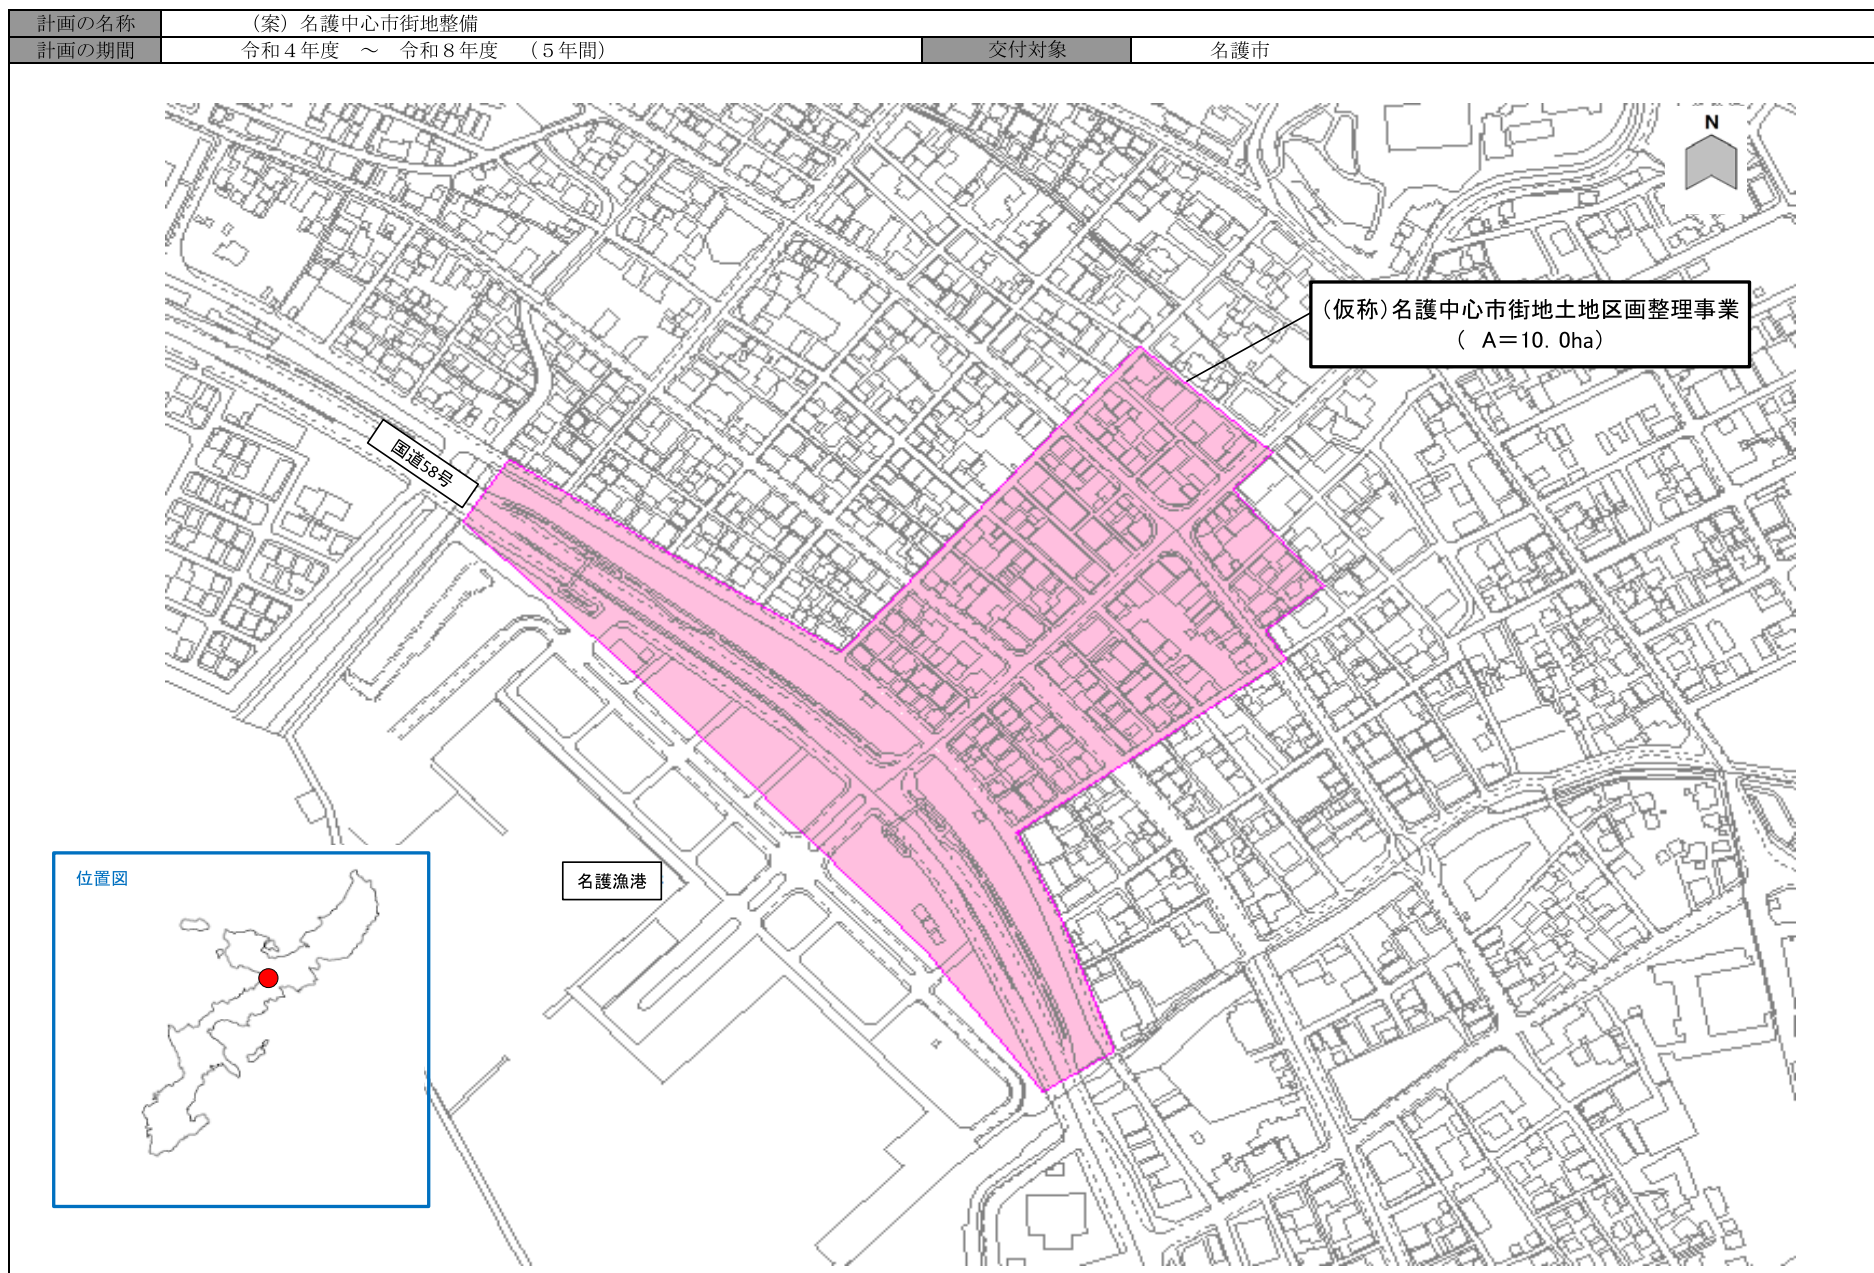 計画の名称 （案）名護中心市街地整備
計画の期間 令和４年度 ～ 令和８年度 （５年間） 交付対象 名護市
N
（仮称）名護中心市街地土地区画整理事業
（ A＝10．0ha）
国道58号
名護漁港
位置図